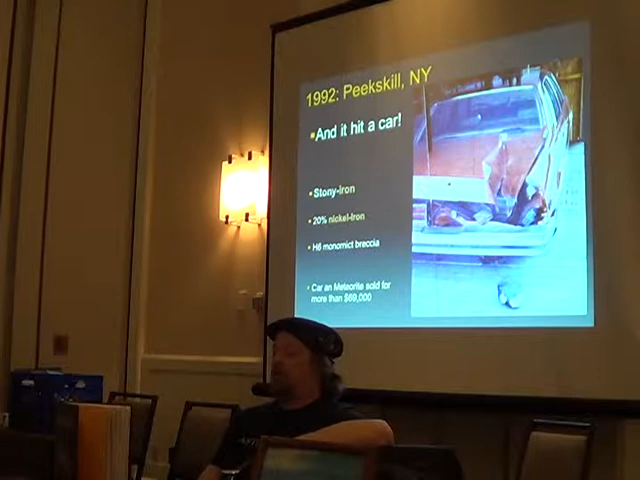 1992: Peekskill, NY
And it hit a car!
Stony-iron
20% nickel-iron
H6 monomict breccia
Car an Meteorite sold for
more than $69,000